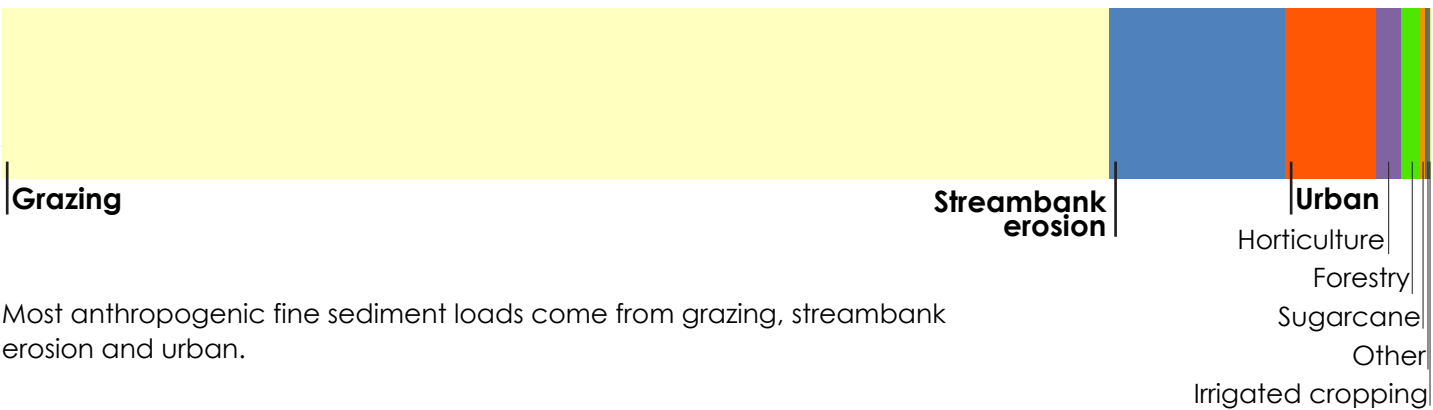 Grazing
Streambank
erosion
Urban
Horticulture
Forestry
Sugarcane
Other
Irrigated cropping
Most anthropogenic fine sediment loads come from grazing, streambank
erosion and urban.